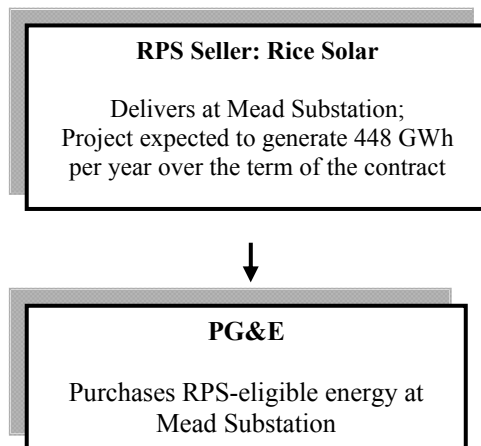 RPS Seller: Rice Solar
Delivers at Mead Substation;
Project expected to generate 448 GWh
per year over the term of the contract
PG&E
Purchases RPS-eligible energy at
Mead Substation